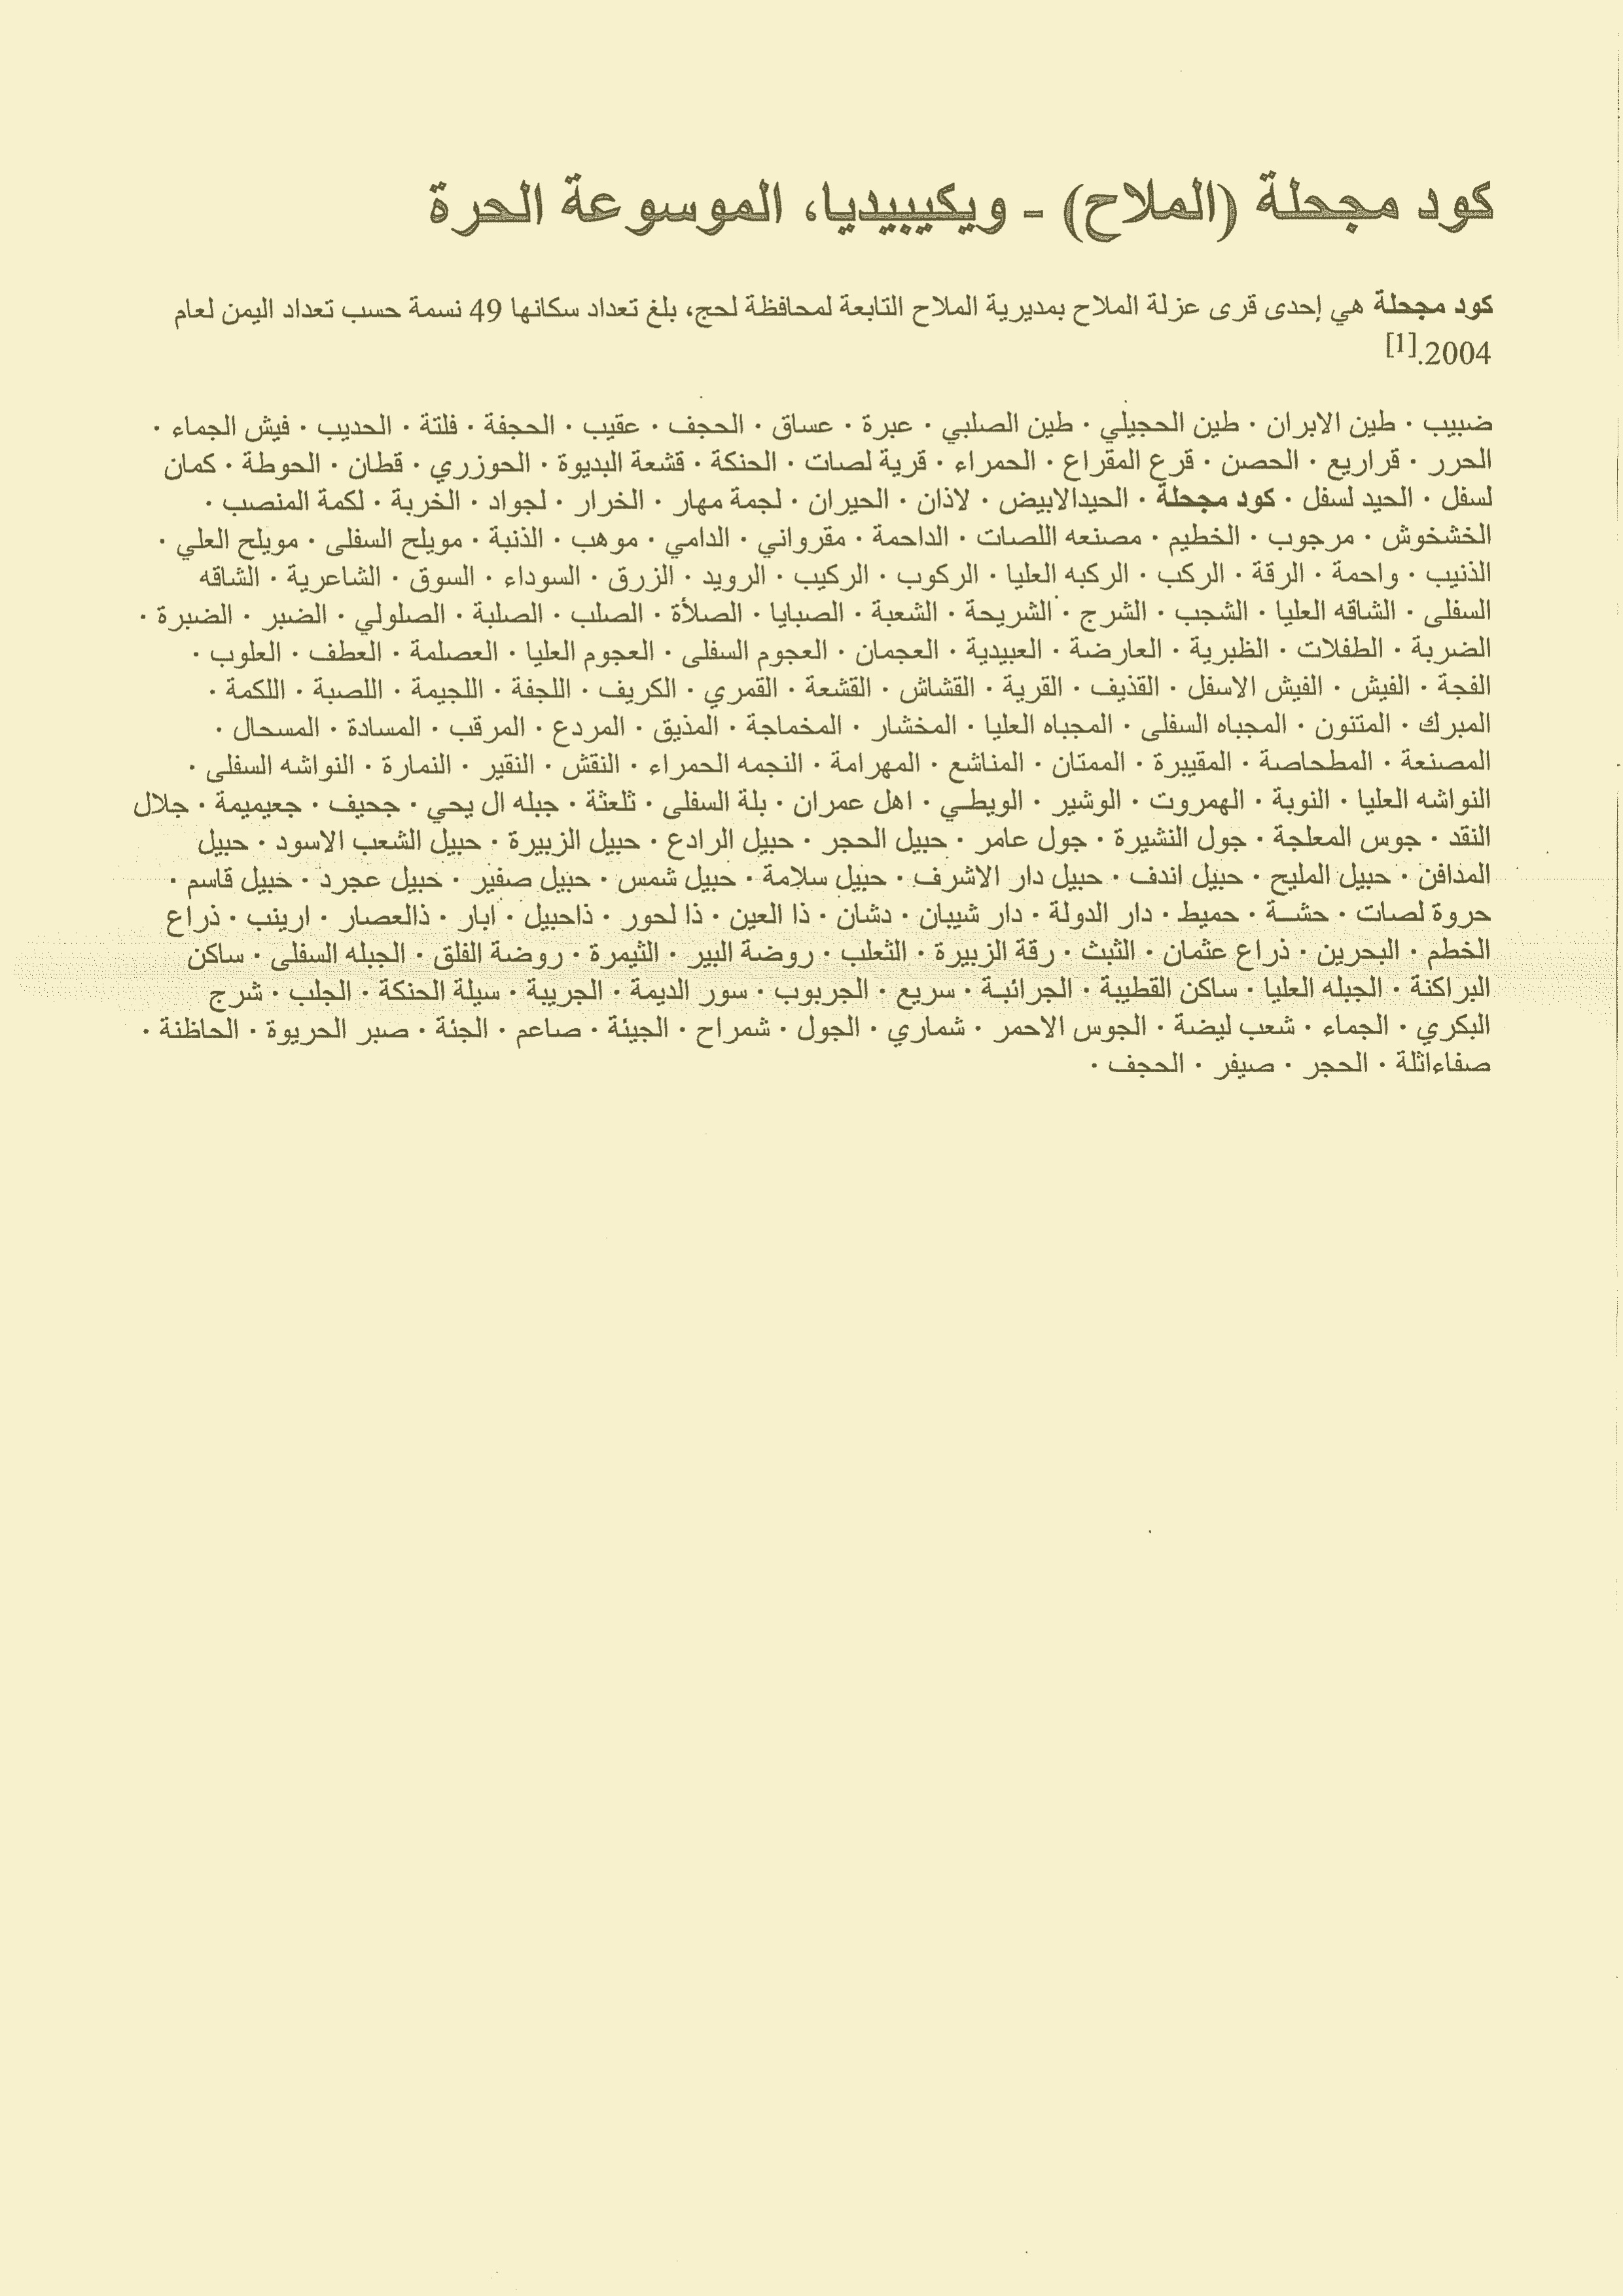 كود مجحلة (الملاح) - ويكيبيديا، الموسوعة الحرة
كود مجحلة هي إحدى قرى عزلة الملاح بمديرية الملاح التابعة لمحافظة لحج، بلغ تعداد سكانها 49 نسمة حسب تعداد اليمن لعام
2004.[1]
ضبيب · طين الابران · طين الحجيلي · طين الصلبي · عبرة · عساق · الحجف · عقيب · الحجفة · فلتة · الحديب · فيش الجماء ·
الحرر · قراريع · الحصن · قرع المقراع · الحمراء · قرية لصات · الحنكة · قشعة البديوة · الحوزري · قطان · الحوطة · كمان
لسفل · الحيد لسفل · كود مجحلة · الحيدالابيض · لاذان · الحيران · لجمة مهار · الخرار · لجواد · الخربة · لكمة المنصب ·
الخشخوش · مرجوب · الخطيم · مصنعه اللصات · الداحمة · مقرواني · الدامي · موهب · الذنبة · مويلح السفلى · مويلح العلي ·
الذنيب · واحمة · الرقة · الركب · الركبه العليا · الركوب · الركيب · الرويد · الزرق · السوداء · السوق · الشاعرية · الشاقه
السفلى · الشاقه العليا · الشجب · الشرج · الشريحة · الشعبة · الصبايا · الصلأة · الصلب · الصلبة · الصلولي · الضبر · الضبرة ·
الضربة · الطفلات · الظبرية · العارضة · العبيدية · العجمان · العجوم السفلى · العجوم العليا · العصلمة · العطف · العلوب ·
الفجة · الفيش · الفيش الاسفل · القذيف · القرية · القشاش · القشعة · القمري · الكريف · اللجفة · اللجيمة · اللصبة · اللكمة ·
المبرك · المتنون · المجباه السفلى · المجباه العليا · المخشار · المخماجة · المذيق · المردع · المرقب · المسادة · المسحال ·
المصنعة · المطحاصة · المقيبرة · الممتان · المناشع · المهرامة · النجمه الحمراء · النقش · النقير · النمارة · النواشه السفلى ·
النواشه العليا · النوبة · الهمروت · الوشير · الويطي · اهل عمران · بلة السفلى · ثلعثة · جبله ال يحي · جحيف · جعيميمة · جلال
النقد · جوس المعلجة · جول النشيرة · جول عامر · حبيل الحجر · حبيل الرادع · حبيل الزبيرة · حبيل الشعب الاسود · حبيل
المدافن · حبيل المليح · حبيل اندف · حبيل دار الاشرف · حبيل سلامة · حبيل شمس · حبيل صفير · حبيل عجرد · حبيل قاسم ·
حروة لصات · حشـة · حميط · دار الدولة · دار شيبان · دشان · ذا العين · ذا لحور · ذاحبيل · ابار · ذالعصار · ارينب · ذراع
الخطم · البحرين · ذراع عثمان · الثبث · رقة الزبيرة · الثعلب · روضة البير · الثيمرة · روضة الفلق · الجبله السفلى · ساكن
البراكنة · الجبله العليا · ساكن القطيبة · الجرائبة · سريع · الجربوب · سور الديمة · الجريبة · سيلة الحنكة · الجلب · شرج
البكري · الجماء · شعب ليضة · الجوس الاحمر · شماري · الجول · شمراح · الجيئة · صاعم · الجئة · صبر الحريوة · الحاظنة ·
صفاءاثلة · الحجر · صيفر · الحجف ·